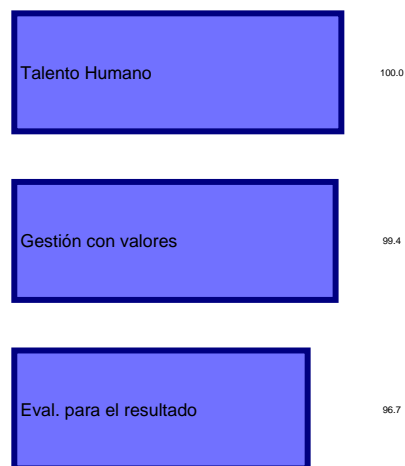 Talento Humano 100.0
Gestión con valores 99.4
Eval. para el resultado 96.7